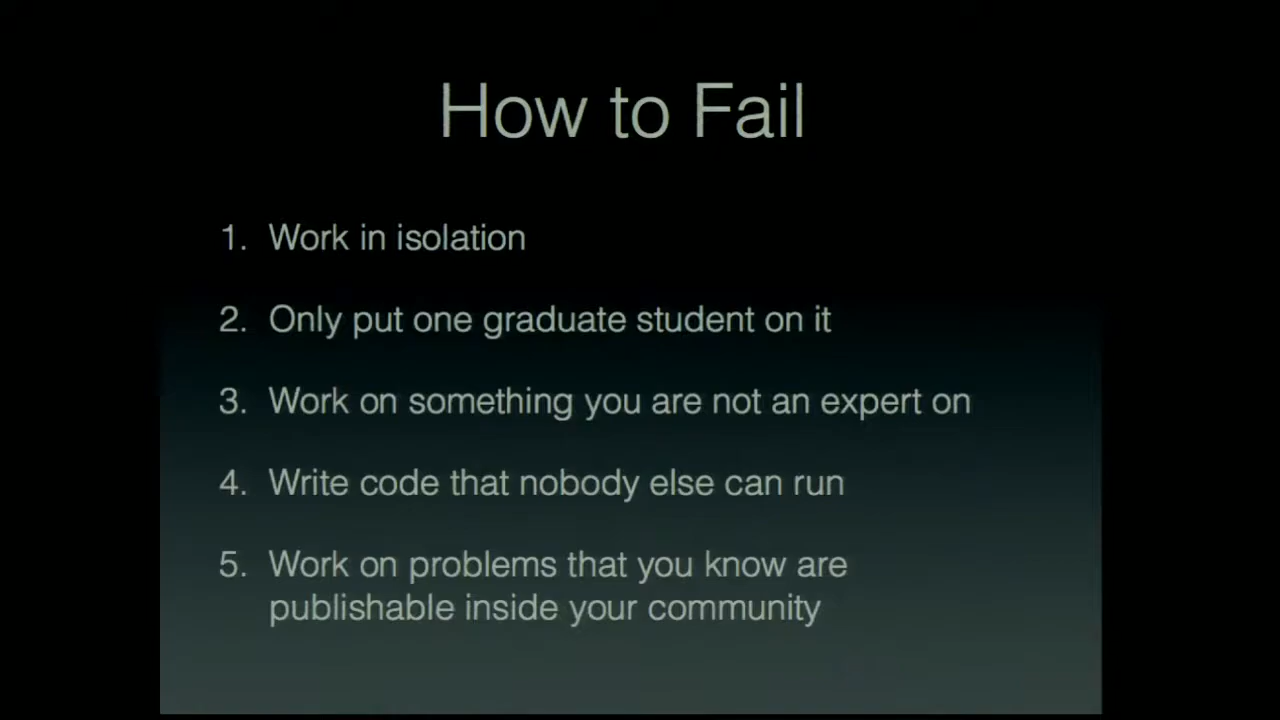 How to Fail
1. Work in isolation
2. Only put one graduate student on it
3. Work on something you are not an expert on
4. Write code that nobody else can run
5. Work on problems that you know are
publishable inside your community